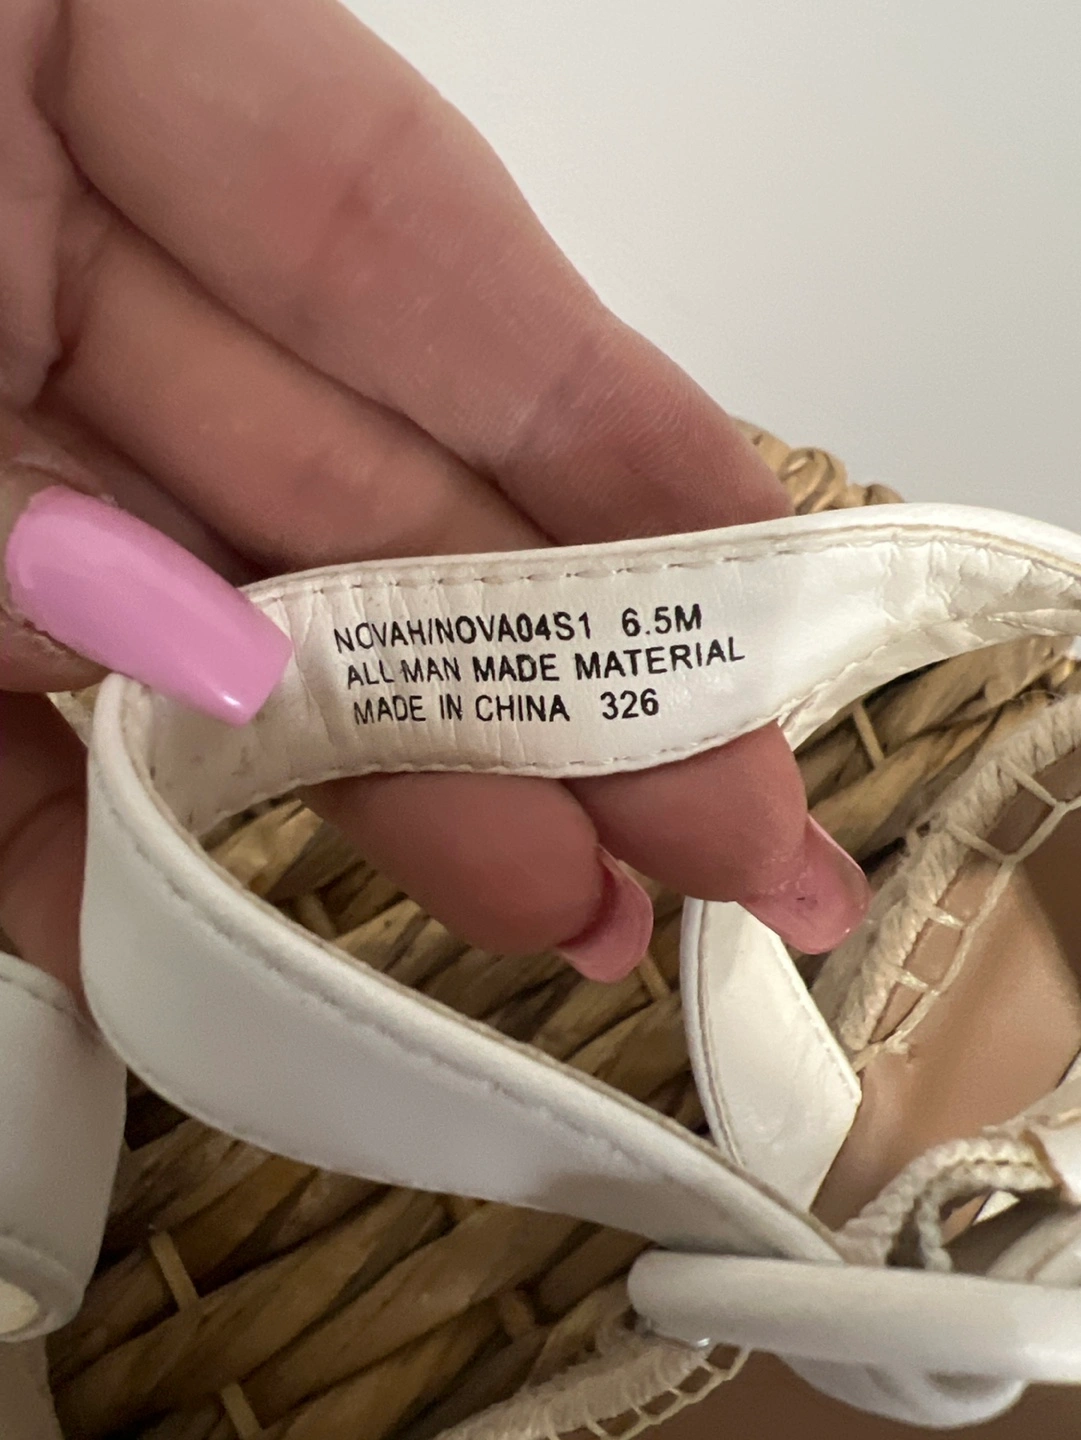 NOVAH/NOVA04S1 6.5M
ALL MAN MADE MATERIAL
MADE IN CHINA 326